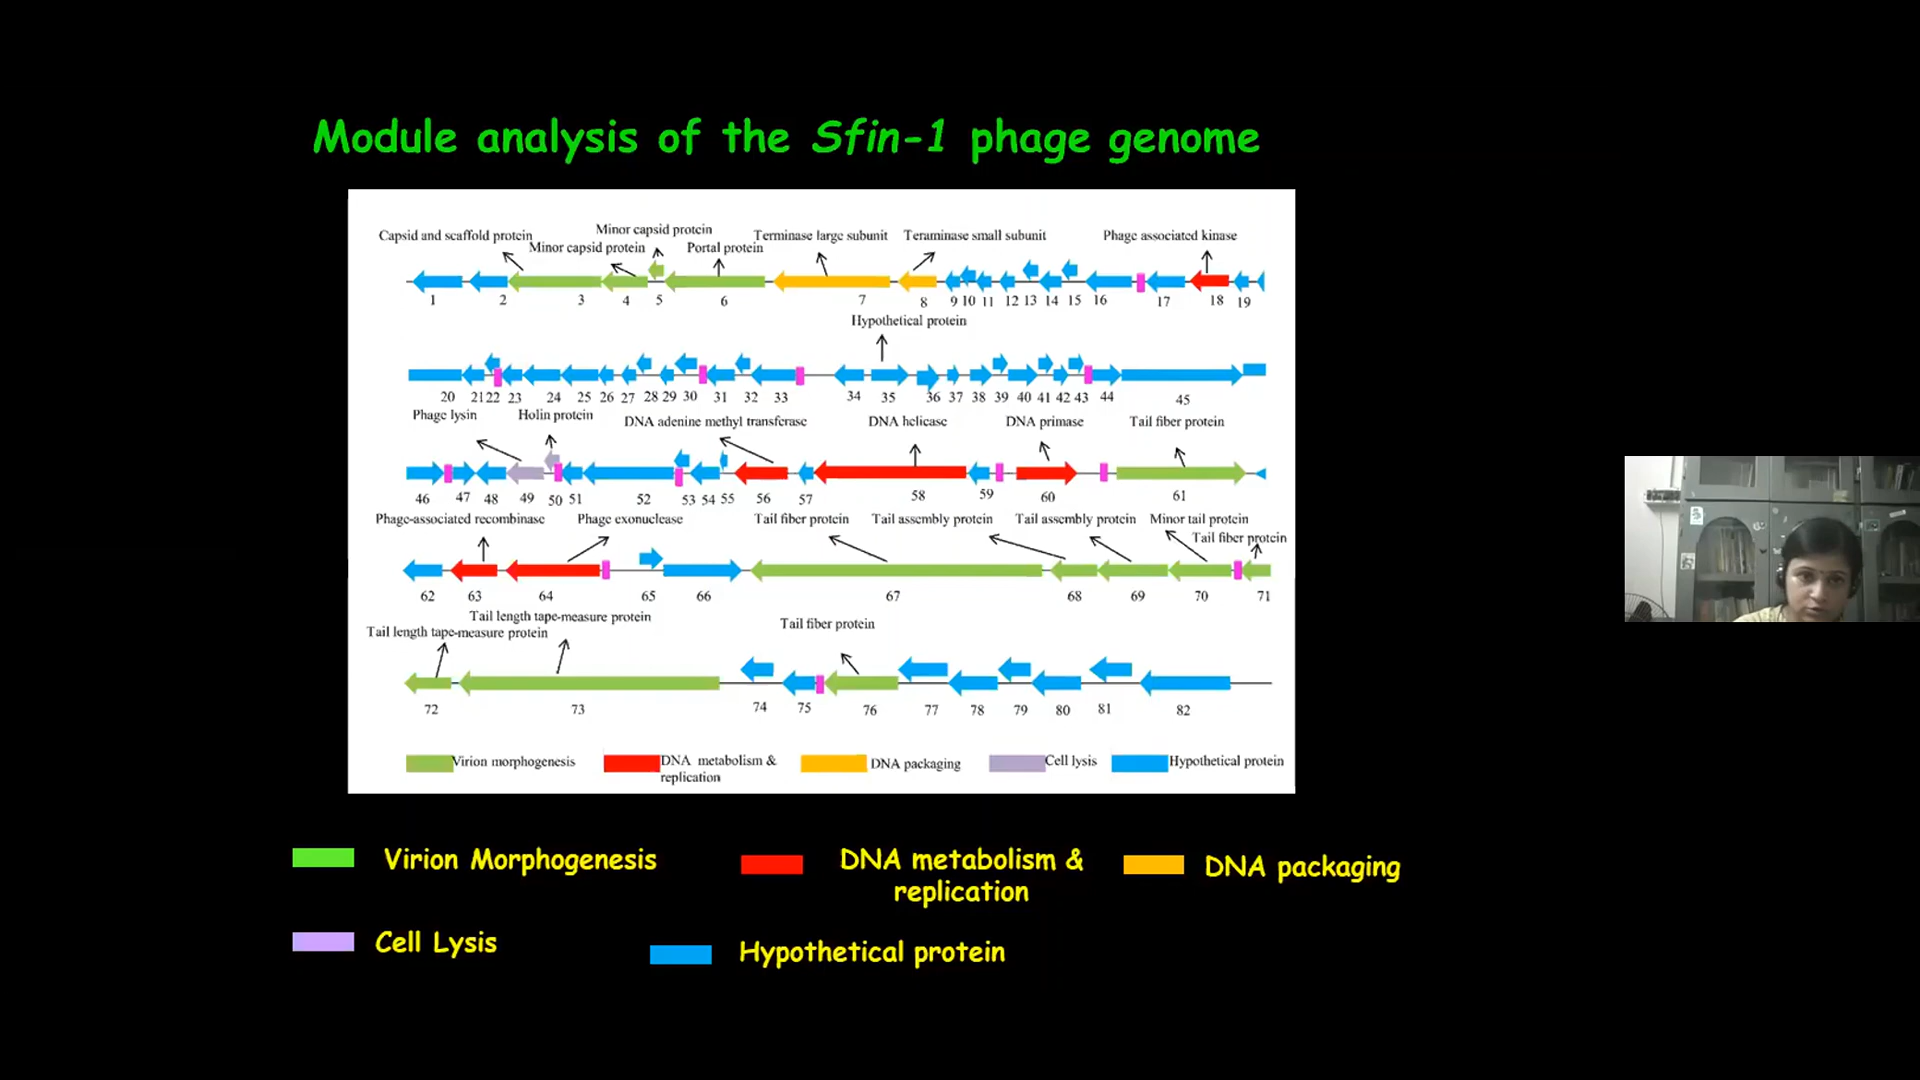 Module analysis of the Sfin-1 phage genome
Minor capsid protein
Capsid and scaffold protein
Terminase large subunit
Teraminase small subunit
Phage associated kinase
Minor capsid protein
Portal protein
1 2 3 4 5 6 7 8 9 10 11 12 13 14 15 16 17 18 19
Hypothetical protein
20 21 22 23 24 25 26 27 28 29 30 31 32 33 34 35 36 37 38 39 40 41 42 43 44 45
Phage lysin
Holin protein
DNA adenine methyl transferase
DNA helicase
DNA primase
Tail fiber protein
46 47 48 49 50 51 52 53 54 55 56 57 58 59 60 61
Phage-associated recombinase
Phage exonuclease
Tail fiber protein
Tail assembly protein
Tail assembly protein
Minor tail protein
Tail fiber protein
62 63 64 65 66 67 68 69 70 71
Tail length tape-measure protein
Tail length tape-measure protein
Tail fiber protein
72 73 74 75 76 77 78 79 80 81 82
Virion morphogenesis
DNA metabolism &
replication
DNA packaging
Cell lysis
Hypothetical protein
Virion Morphogenesis
DNA metabolism &
replication
DNA packaging
Cell Lysis
Hypothetical protein